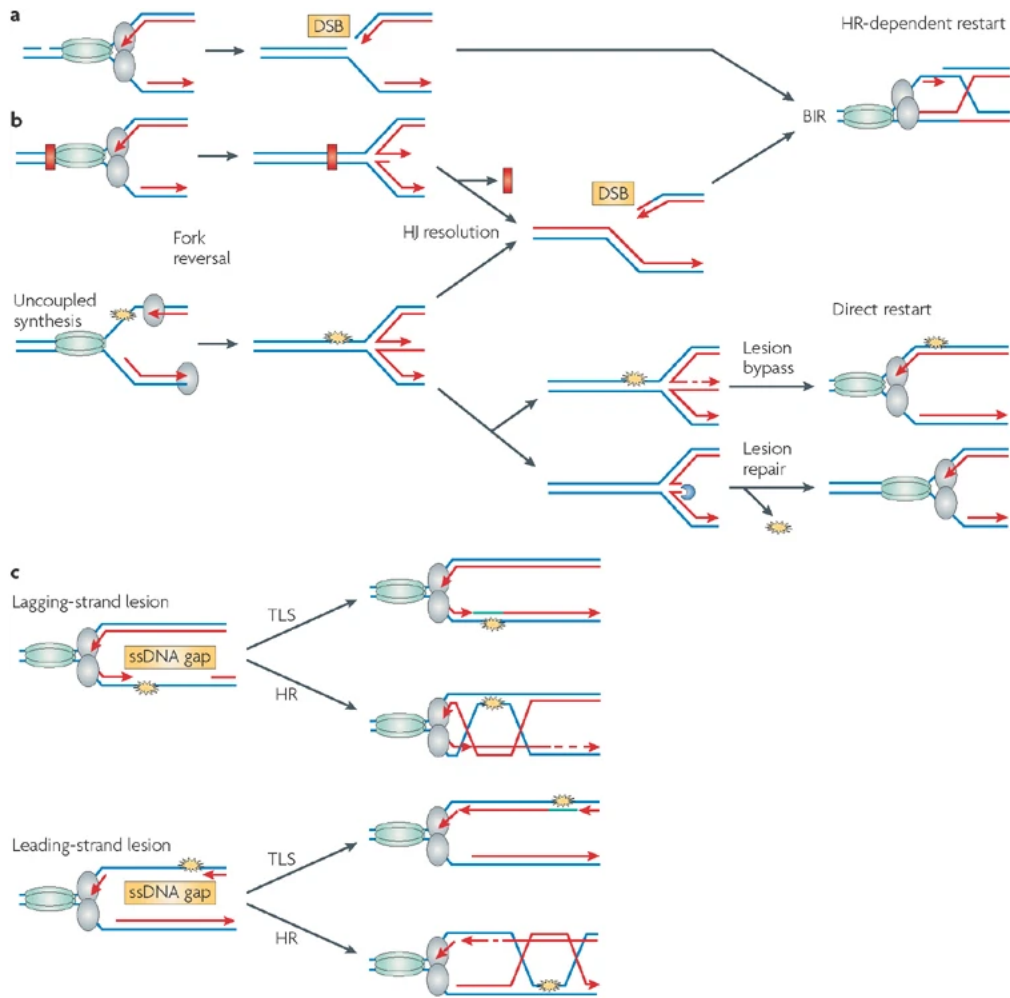 a
DSB
HR-dependent restart
BIR
b
DSB
HJ resolution
Fork
reversal
Uncoupled
synthesis
Direct restart
Lesion
bypass
Lesion
repair
c
Lagging-strand lesion
TLS
ssDNA gap
HR
Leading-strand lesion
TLS
ssDNA gap
HR